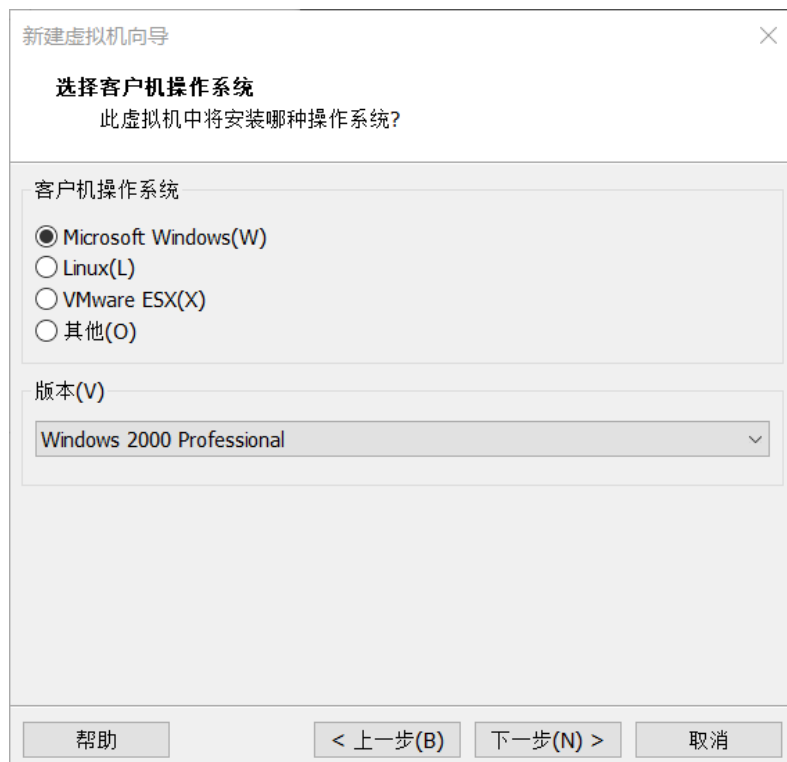 新建虚拟机向导
选择客户机操作系统
此虚拟机中将安装哪种操作系统?
客户机操作系统
Microsoft Windows(W)
Linux(L)
VMware ESX(X)
其他(O)
版本(V)
Windows 2000 Professional
帮助
< 上一步(B)
下一步(N) >
取消